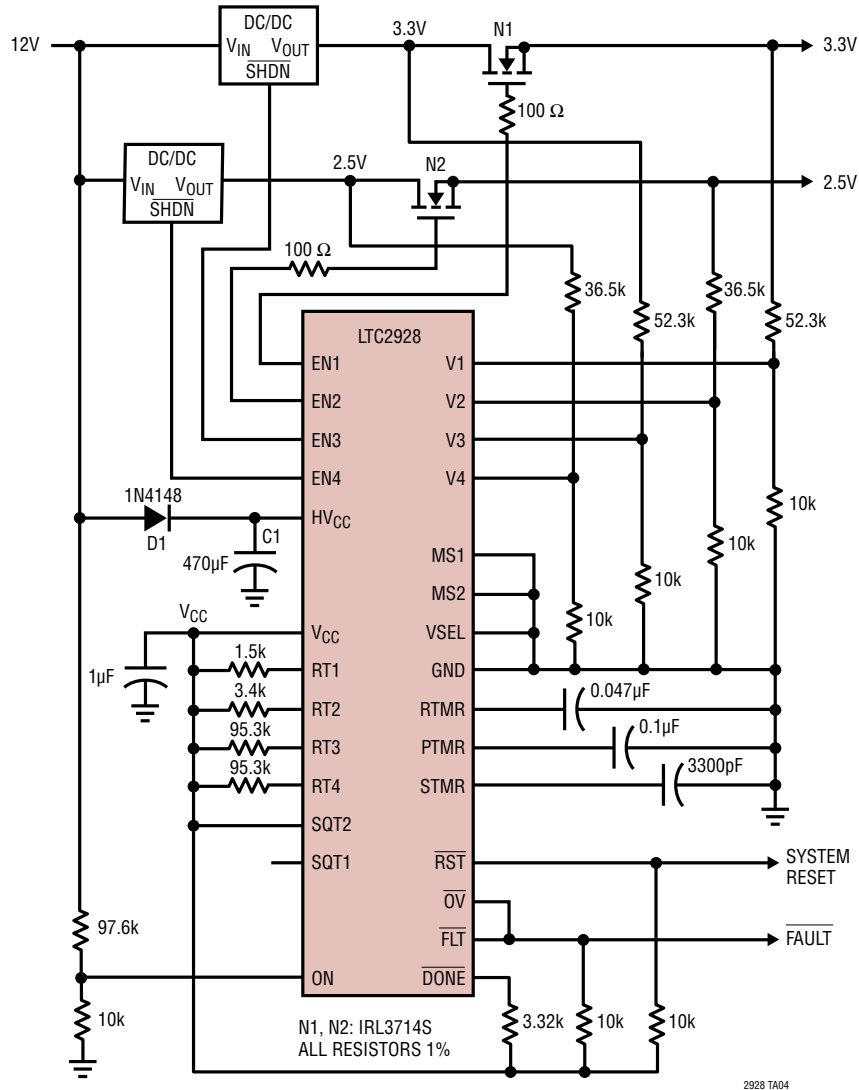 12V
DC/DC
VIN VOUT
SHDN
3.3V
N1
3.3V
100 Ω
DC/DC
VIN VOUT
SHDN
2.5V
N2
2.5V
100 Ω
36.5k
52.3k
36.5k
52.3k
LTC2928
EN1
V1
EN2
V2
EN3
V3
EN4
V4
1N4148
D1
HVCC
C1
470µF
10k
10k
10k
10k
MS1
MS2
VSEL
GND
VCC
VCC
1µF
1.5k
RT1
3.4k
RT2
95.3k
RT3
95.3k
RT4
SQT2
SQT1
RTMR
0.047µF
PTMR
0.1µF
STMR
3300pF
RST
SYSTEM
RESET
OV
FLT
FAULT
97.6k
ON
DONE
10k
3.32k
10k
10k
N1, N2: IRL3714S
ALL RESISTORS 1%
2928 TA04